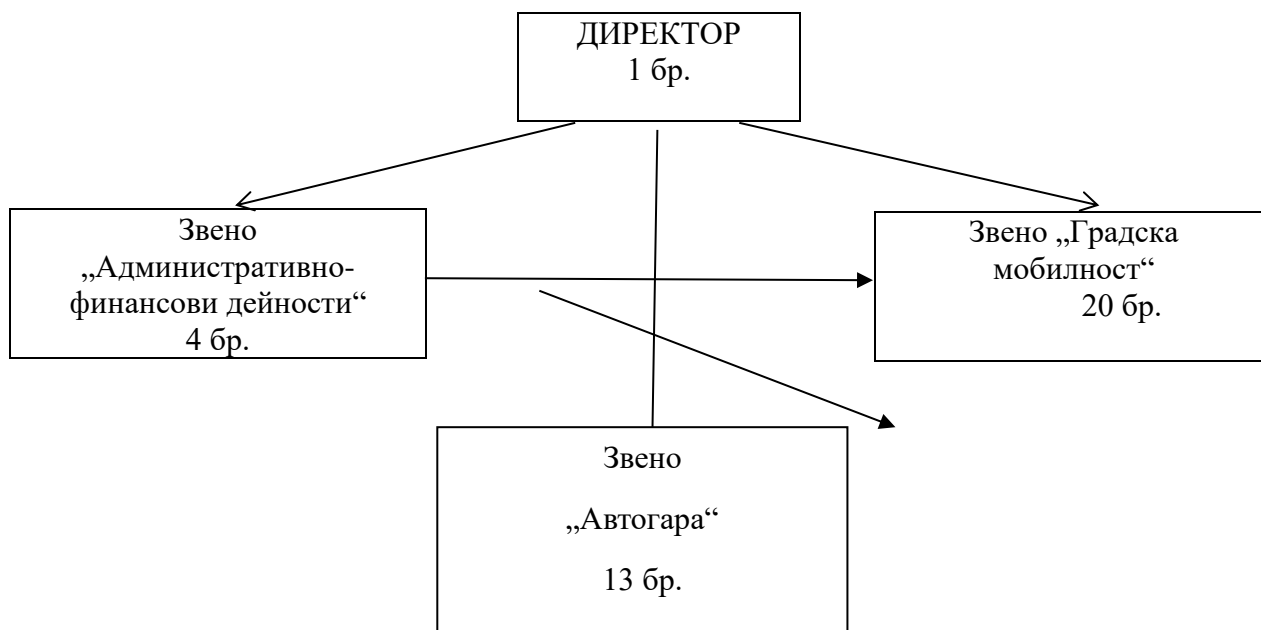 ДИРЕКТОР
1 бр.
Звено
„Административно-
финансови дейности“
4 бр.
Звено „Градска
мобилност“
20 бр.
Звено
„Автогара“
13 бр.